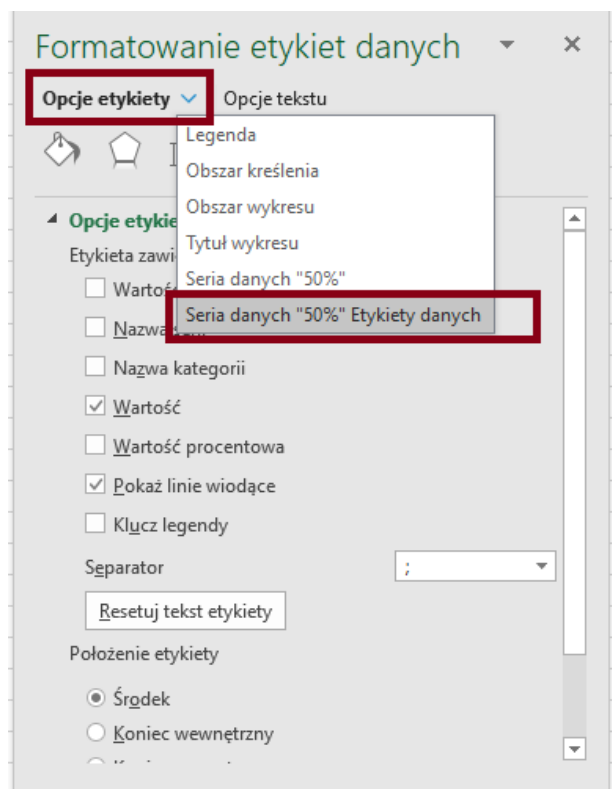 Formatowanie etykiet danych
Opcje etykiety Opcje tekstu
Legenda
Obszar kreślenia
Obszar wykresu
Tytuł wykresu
Seria danych "50%"
Seria danych "50%" Etykiety danych
Opcje etykie
Etykieta zawi
Wartoś
Nazwa
Nazwa kategorii
Wartość
Wartość procentowa
Pokaż linie wiodące
Klucz legendy
Separator ;
Resetuj tekst etykiety
Położenie etykiety
Środek
Koniec wewnętrzny